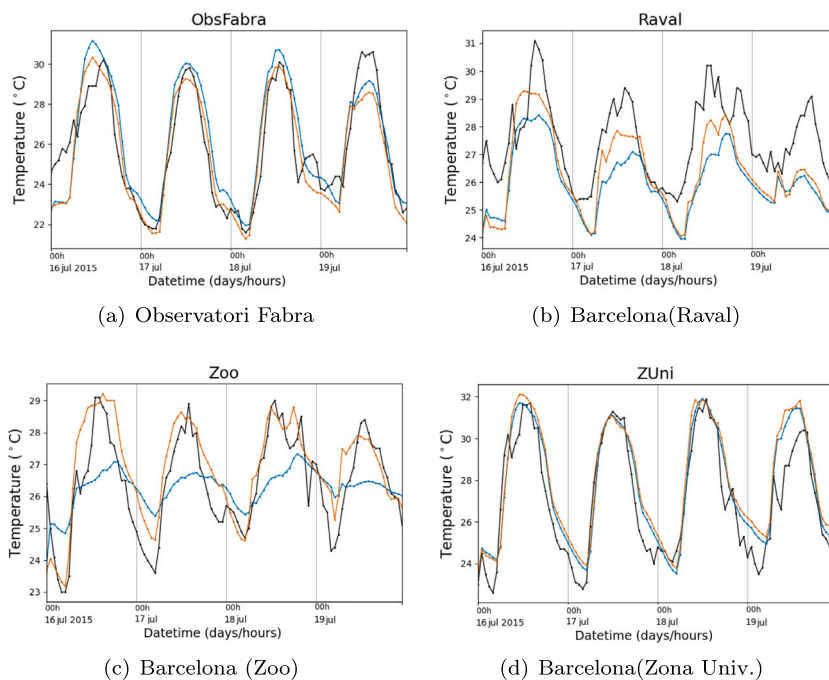 ObsFabra
Temperature (°C)
30
28
26
24
22
00h
16 jul 2015
00h
17 jul
00h
18 jul
00h
19 jul
Datetime (days/hours)
(a) Observatori Fabra
Raval
Temperature (°C)
31
30
29
28
27
26
25
24
00h
16 jul 2015
00h
17 jul
00h
18 jul
00h
19 jul
Datetime (days/hours)
(b) Barcelona(Raval)
Zoo
Temperature (°C)
29
28
27
26
25
24
23
00h
16 jul 2015
00h
17 jul
00h
18 jul
00h
19 jul
Datetime (days/hours)
(c) Barcelona (Zoo)
ZUni
Temperature (°C)
32
30
28
26
24
00h
16 jul 2015
00h
17 jul
00h
18 jul
00h
19 jul
Datetime (days/hours)
(d) Barcelona(Zona Univ.)